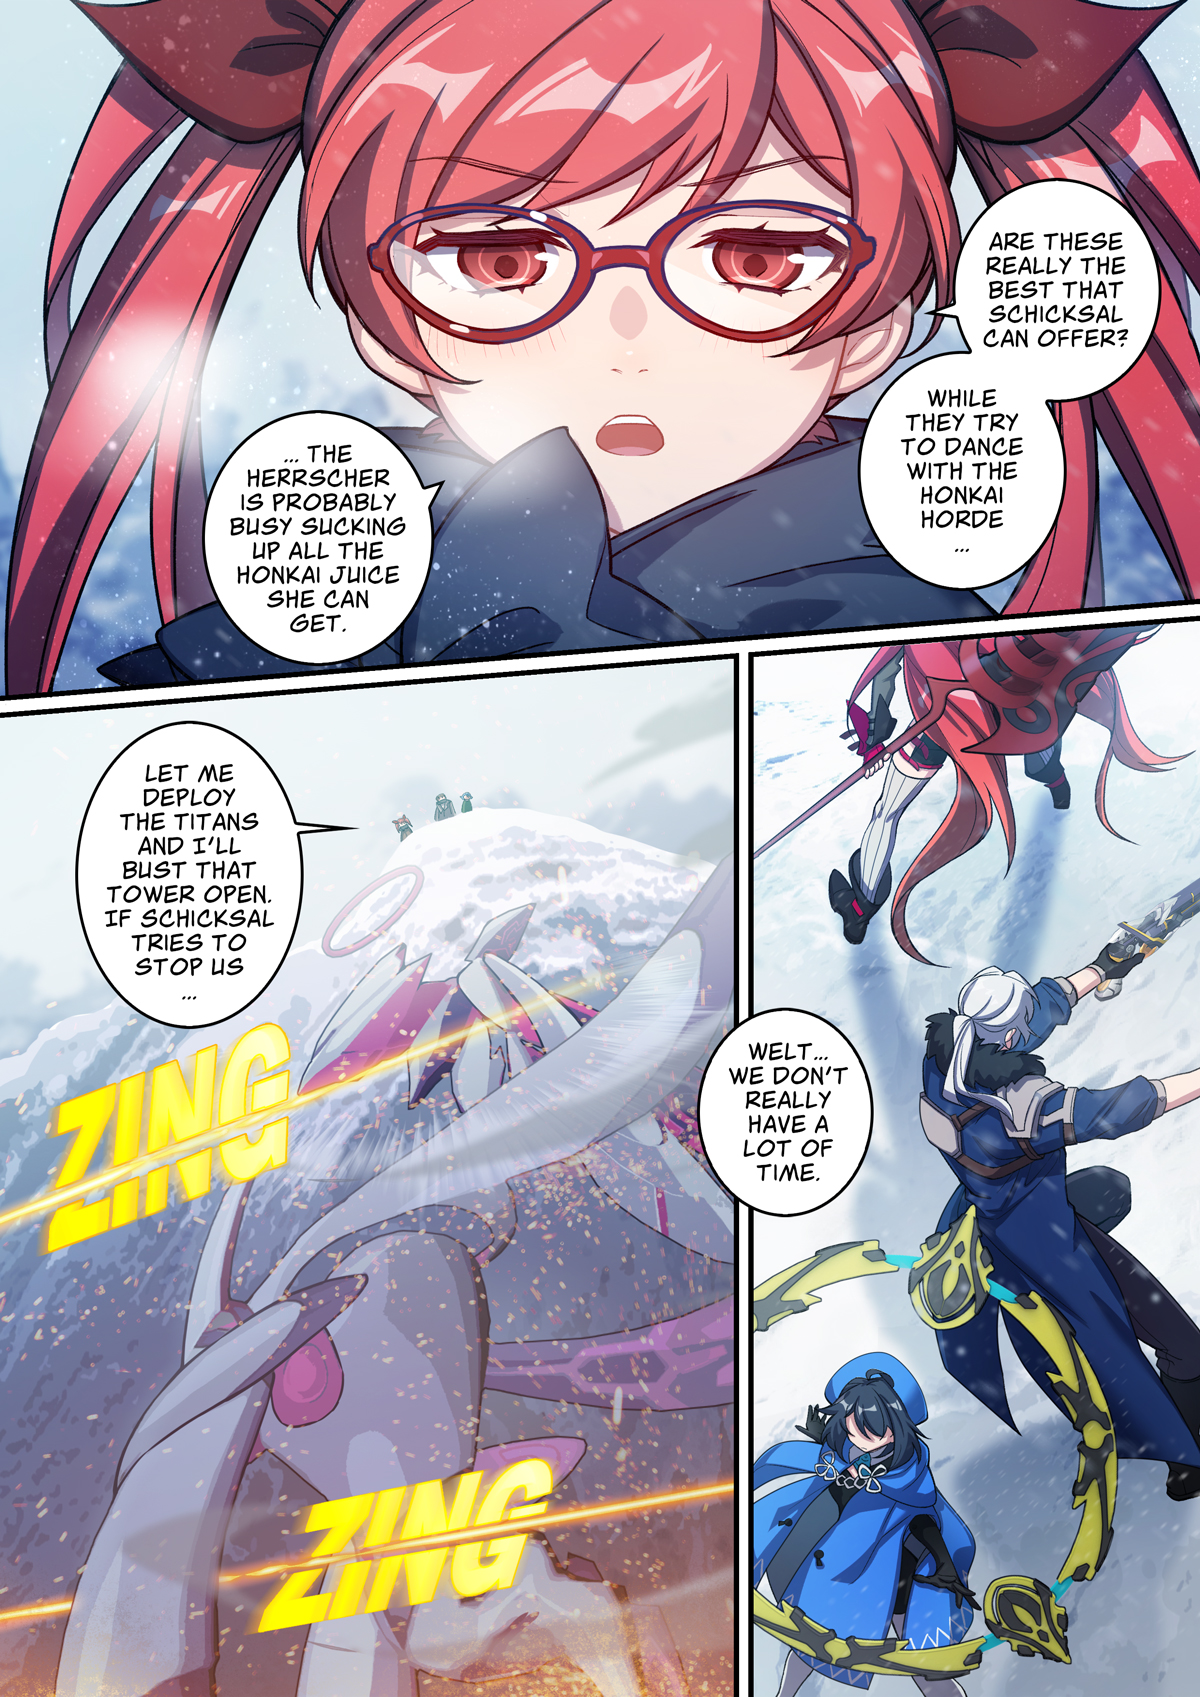 ARE THESE
REALLY THE
BEST THAT
SCHICKSAL
CAN OFFER?
WHILE
THEY TRY
TO DANCE
WITH THE
HONKAI
HORDE
...
... THE
HERRSCHER
IS PROBABLY
BUSY SUCKING
UP ALL THE
HONKAI JUICE
SHE CAN
GET.
LET ME
DEPLOY
THE TITANS
AND I'LL
BUST THAT
TOWER OPEN.
IF SCHICKSAL
TRIES TO
STOP US
...
ZING
ZING
WELT...
WE DON'T
REALLY
HAVE A
LOT OF
TIME.